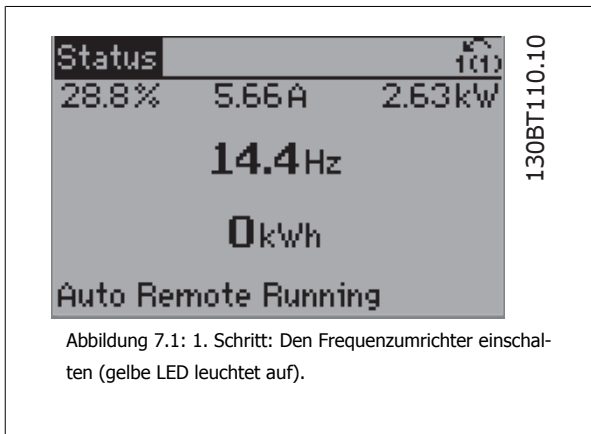 Status 1(1)
28.8% 5.66A 2.63kW
14.4Hz
0kWh
Auto Remote Running
130BT110.10
Abbildung 7.1: 1. Schritt: Den Frequenzumrichter einschal-
ten (gelbe LED leuchtet auf).